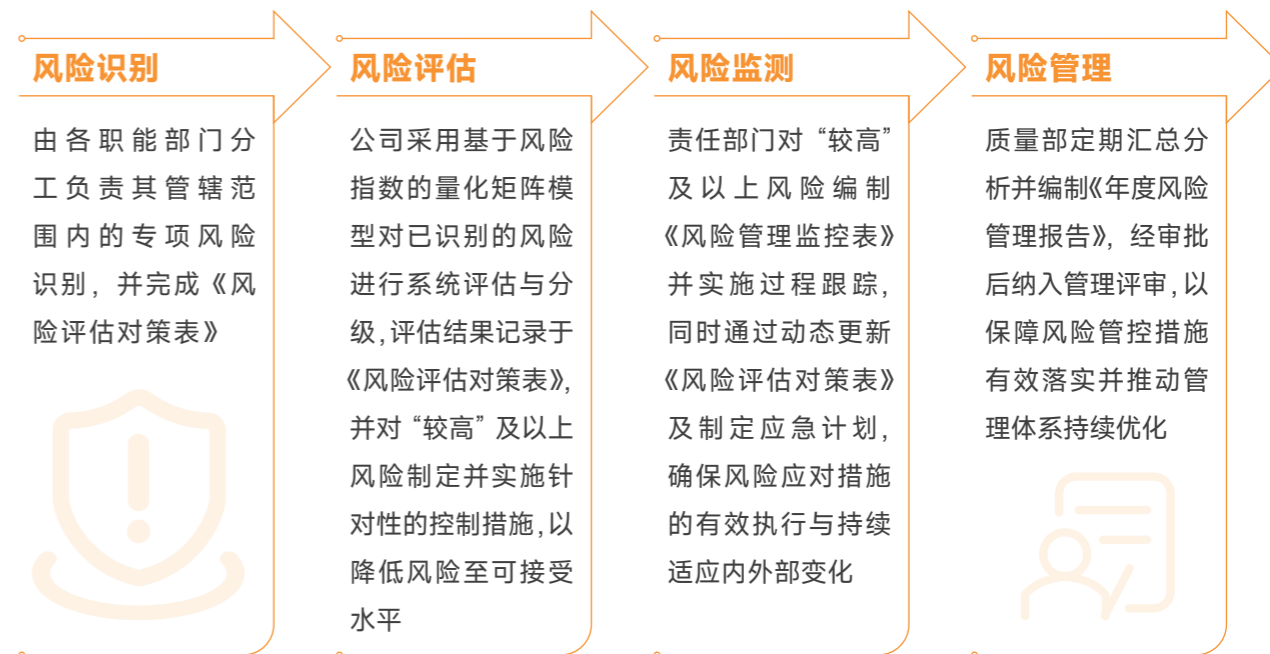 风险识别
由各职能部门分
工负责其管辖范
围内的专项风险
识别，并完成《风
险评估对策表》
风险评估
公司采用基于风险
指数的量化矩阵模
型对已识别的风险
进行系统评估与分
级，评估结果记录于
《风险评估对策表》，
并对“较高”及以上
风险制定并实施针
对性的控制措施，以
降低风险至可接受
水平
风险监测
责任部门对“较高”
及以上风险编制
《风险管理监控表》
并实施过程跟踪，
同时通过动态更新
《风险评估对策表》
及制定应急计划，
确保风险应对措施
的有效执行与持续
适应内外部变化
风险管理
质量部定期汇总分
析并编制《年度风险
管理报告》，经审批
后纳入管理评审，以
保障风险管控措施
有效落实并推动管
理体系持续优化